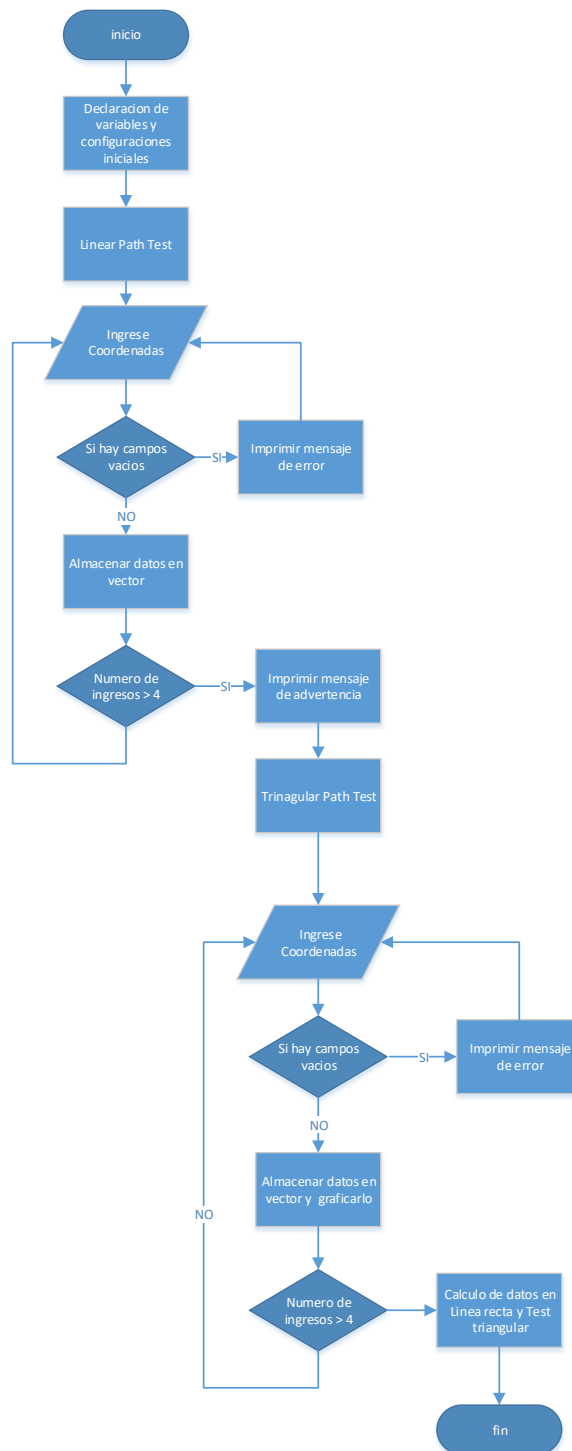 inicio
Declaracion de
variables y
configuraciones
iniciales
Linear Path Test
Ingrese
Coordenadas
Si hay campos
vacios
SI
Imprimir mensaje
de error
NO
Almacenar datos en
vector
Numero de
ingresos > 4
SI
Imprimir mensaje
de advertencia
Trinagular Path Test
Ingrese
Coordenadas
Si hay campos
vacios
SI
Imprimir mensaje
de error
NO
Almacenar datos en
vector y graficarlo
NO
Numero de
ingresos > 4
Calculo de datos en
Linea recta y Test
triangular
fin